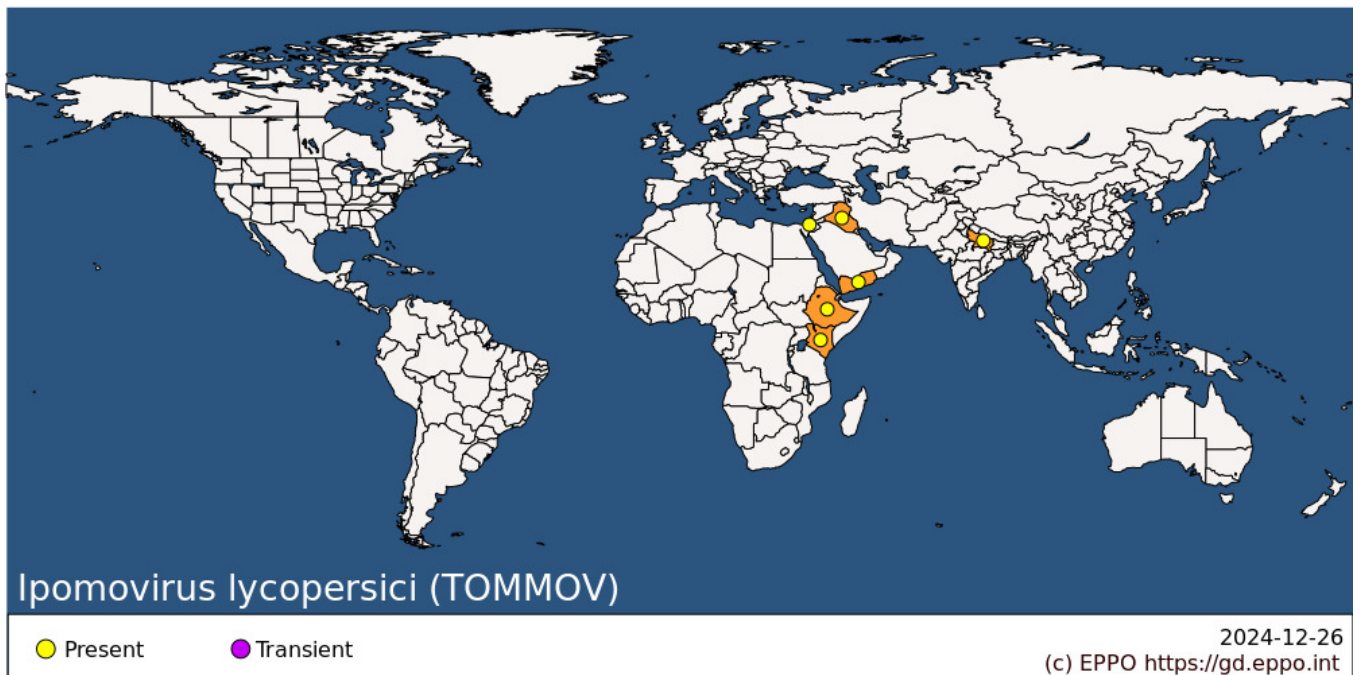 Ipomovirus lycopersici (TOMMOV)
Present
Transient
2024-12-26
(c) EPPO https://gd.eppo.int